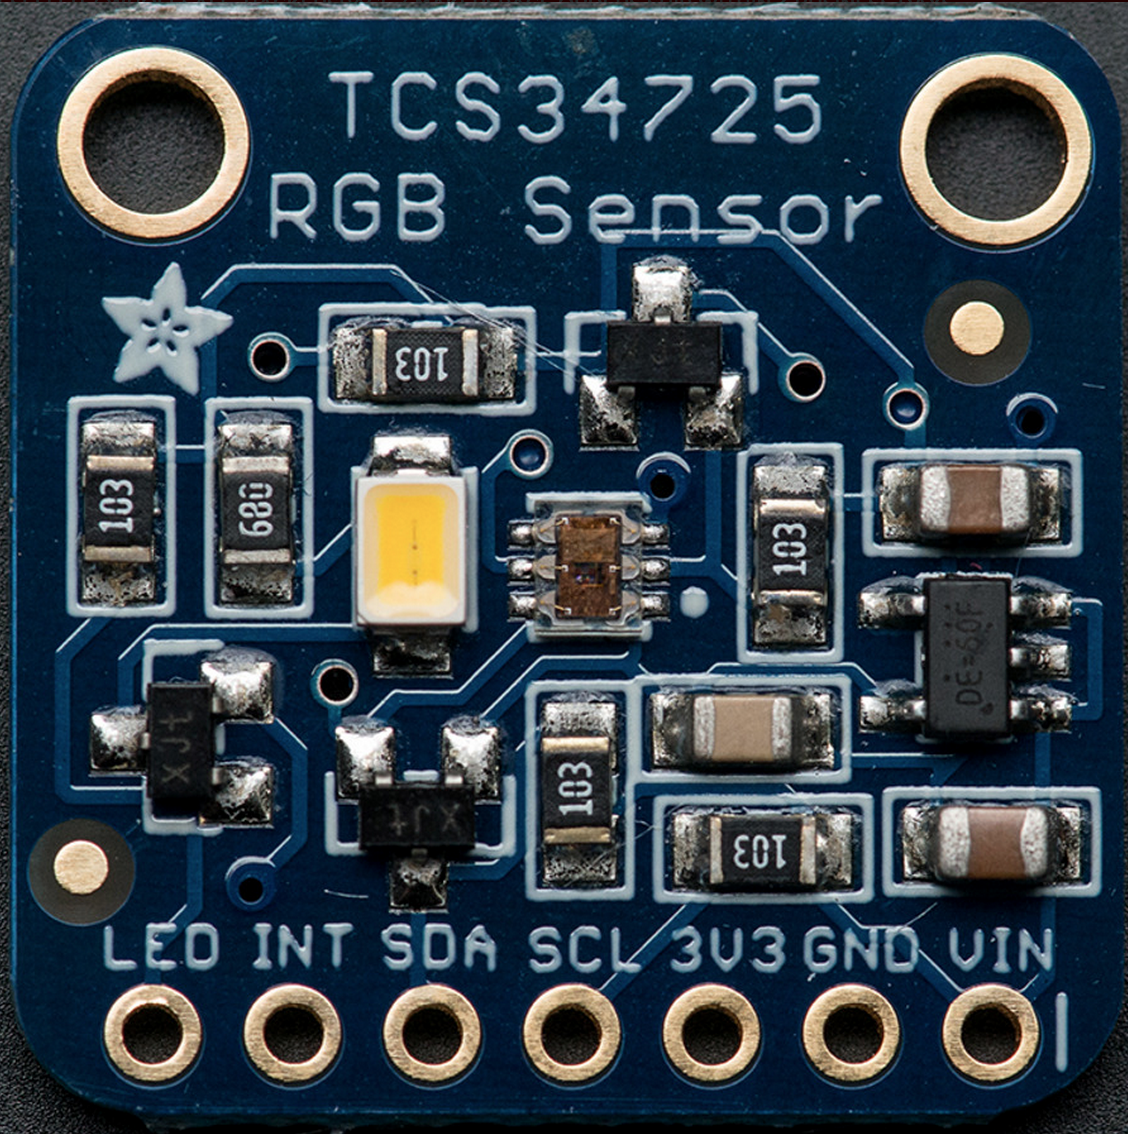 TCS34725
RGB Sensor
103
103
680
103
XJt
XJt
103
103
DE=60F
LED INT SDA SCL 3V3 GND VIN